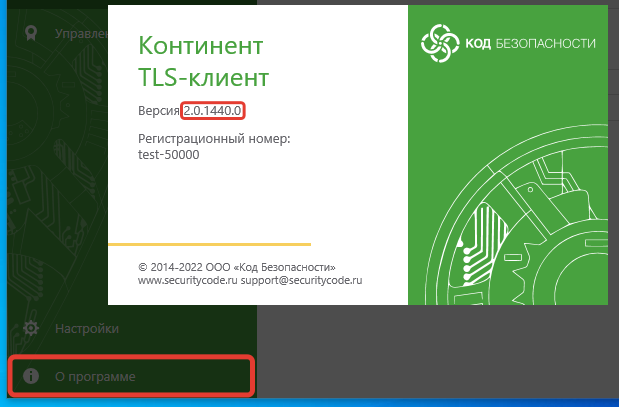 Управлен
Континент
TLS-клиент
Версия 2.0.1440.0
Регистрационный номер:
test-50000
© 2014-2022 ООО «Код Безопасности»
www.securitycode.ru support@securitycode.ru
КОД БЕЗОПАСНОСТИ
Настройки
О программе